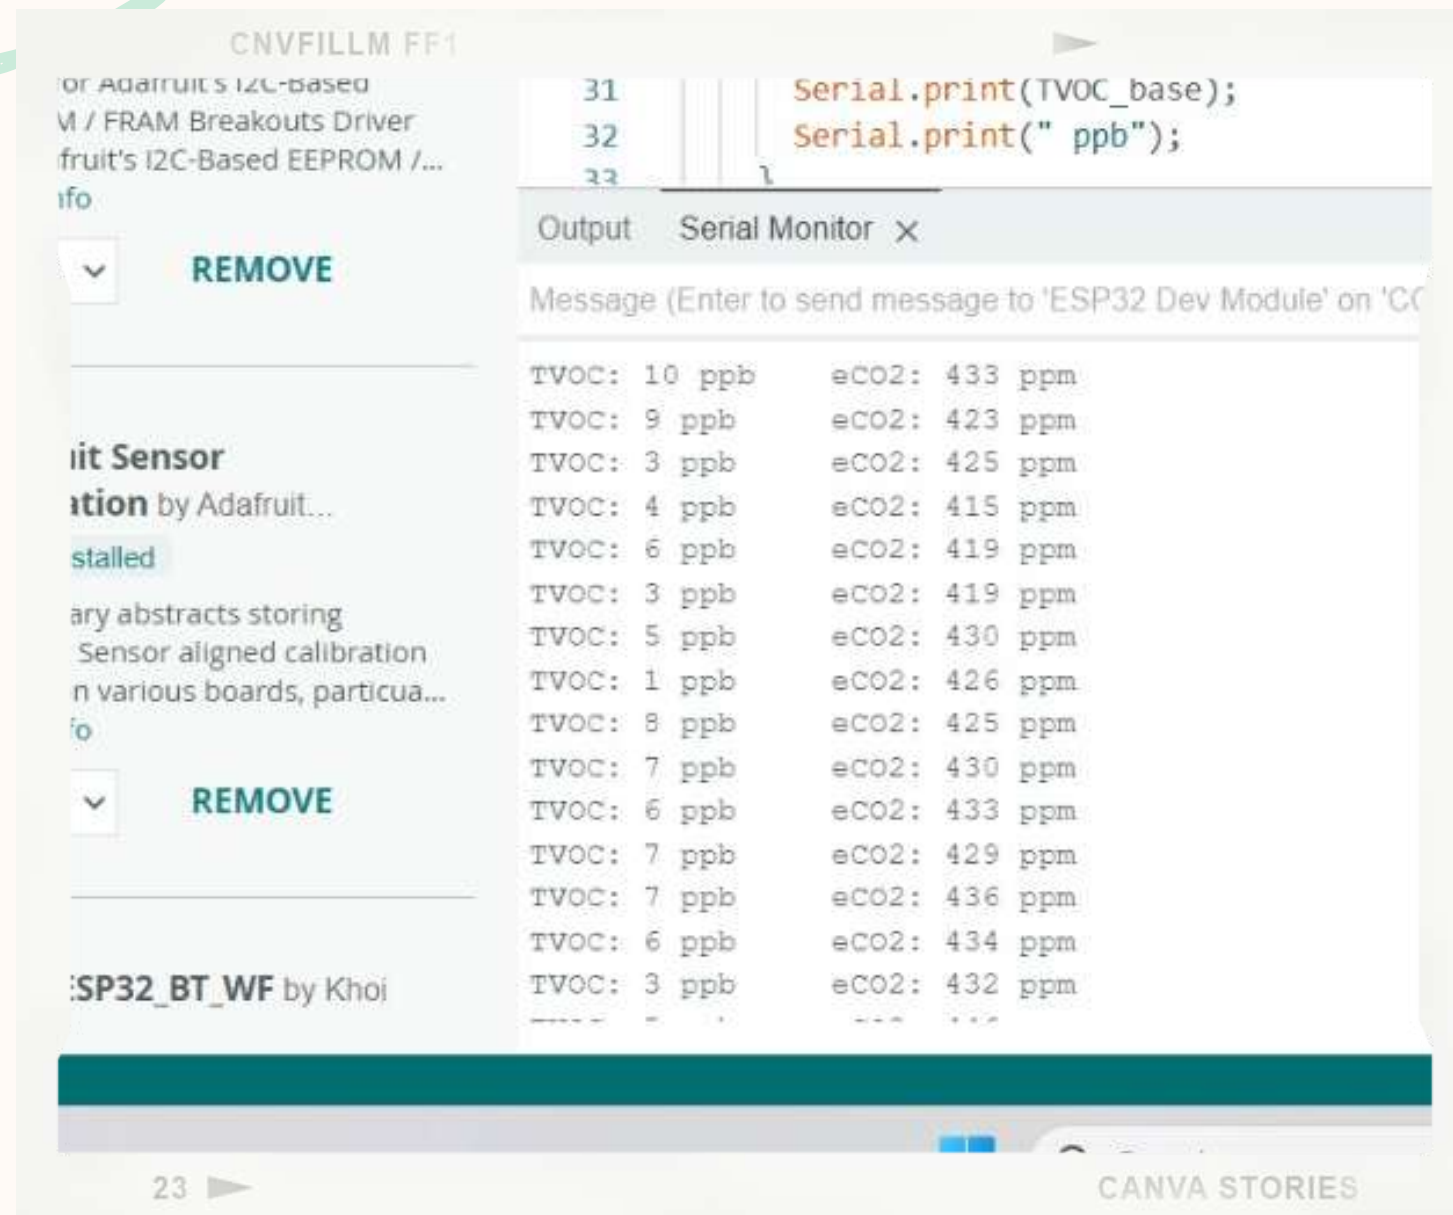 CNVFILLM FF1
or Adafruit's I2C-Based
M / FRAM Breakouts Driver
fruit's I2C-Based EEPROM /...
nfo
REMOVE
it Sensor
ation by Adafruit...
stalled
ary abstracts storing
Sensor aligned calibration
n various boards, particua...
fo
REMOVE
ESP32_BT_WF by Khoi
31 Serial.print(TVOC_base);
32 Serial.print(" ppb");
33 }
Output Serial Monitor ×
Message (Enter to send message to 'ESP32 Dev Module' on 'CO
TVOC: 10 ppb eCO2: 433 ppm
TVOC: 9 ppb eCO2: 423 ppm
TVOC: 3 ppb eCO2: 425 ppm
TVOC: 4 ppb eCO2: 415 ppm
TVOC: 6 ppb eCO2: 419 ppm
TVOC: 3 ppb eCO2: 419 ppm
TVOC: 5 ppb eCO2: 430 ppm
TVOC: 1 ppb eCO2: 426 ppm
TVOC: 8 ppb eCO2: 425 ppm
TVOC: 7 ppb eCO2: 430 ppm
TVOC: 6 ppb eCO2: 433 ppm
TVOC: 7 ppb eCO2: 429 ppm
TVOC: 7 ppb eCO2: 436 ppm
TVOC: 6 ppb eCO2: 434 ppm
TVOC: 3 ppb eCO2: 432 ppm
23
CANVA STORIES